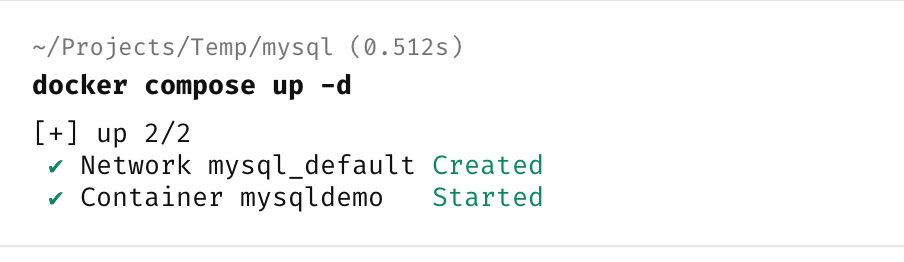 ~/Projects/Temp/mysql (0.512s)
docker compose up -d
[+] up 2/2
✔ Network mysql_default Created
✔ Container mysqldemo   Started